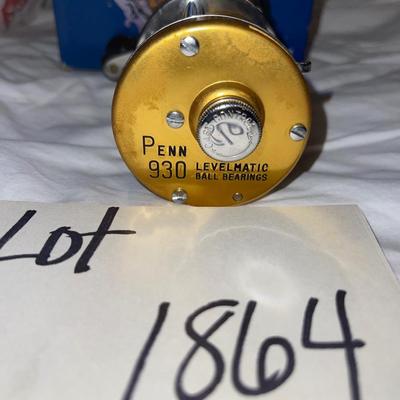 PENN
930 LEVELMATIC
BALL BEARINGS
Lot
1864